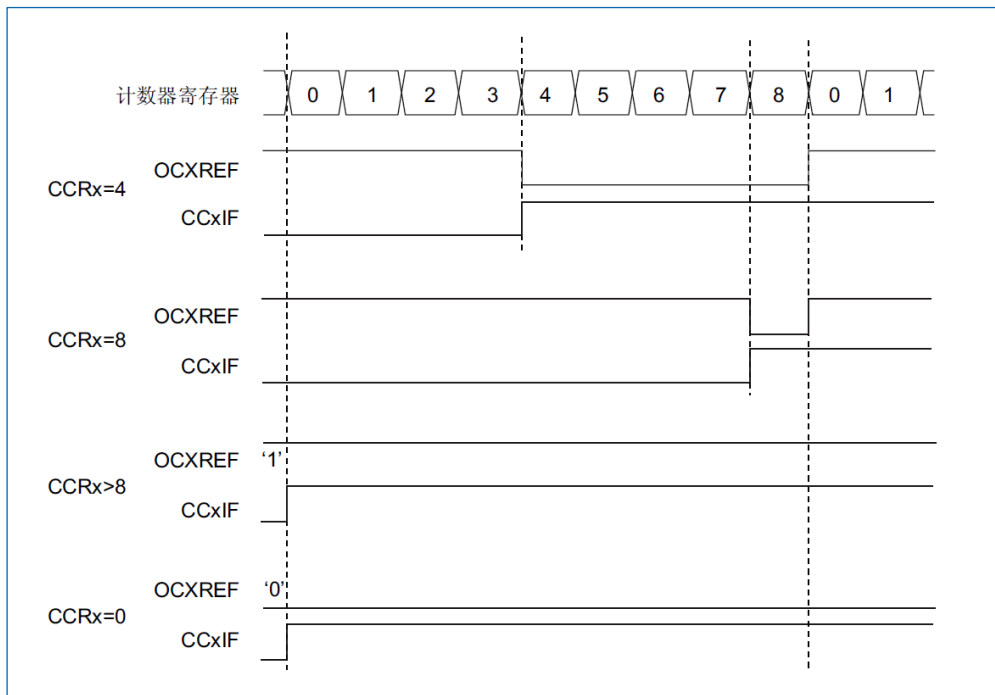 计数器寄存器 0 1 2 3 4 5 6 7 8 0 1
OCXREF
CCRx=4
CCxIF
OCXREF
CCRx=8
CCxIF
OCXREF '1'
CCRx>8
CCxIF
OCXREF '0'
CCRx=0
CCxIF